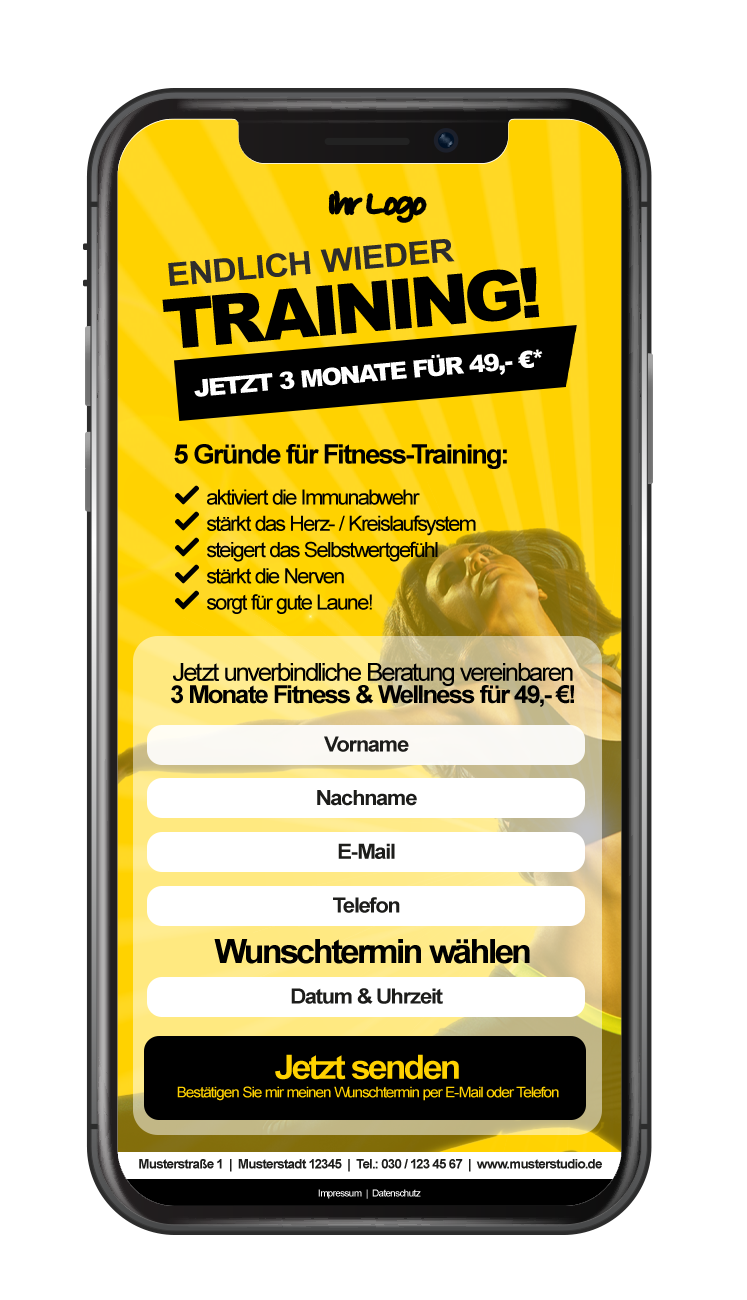 Ihr Logo
ENDLICH WIEDER
TRAINING!
JETZT 3 MONATE FÜR 49,- €*
5 Gründe für Fitness-Training:
aktiviert die Immunabwehr
stärkt das Herz- / Kreislaufsystem
steigert das Selbstwertgefühl
stärkt die Nerven
sorgt für gute Laune!
Jetzt unverbindliche Beratung vereinbaren
3 Monate Fitness & Wellness für 49,- €!
Vorname
Nachname
E-Mail
Telefon
Wunschtermin wählen
Datum & Uhrzeit
Jetzt senden
Bestätigen Sie mir meinen Wunschtermin per E-Mail oder Telefon
Musterstraße 1 | Musterstadt 12345 | Tel.: 030 / 123 45 67 | www.musterstudio.de
Impressum | Datenschutz